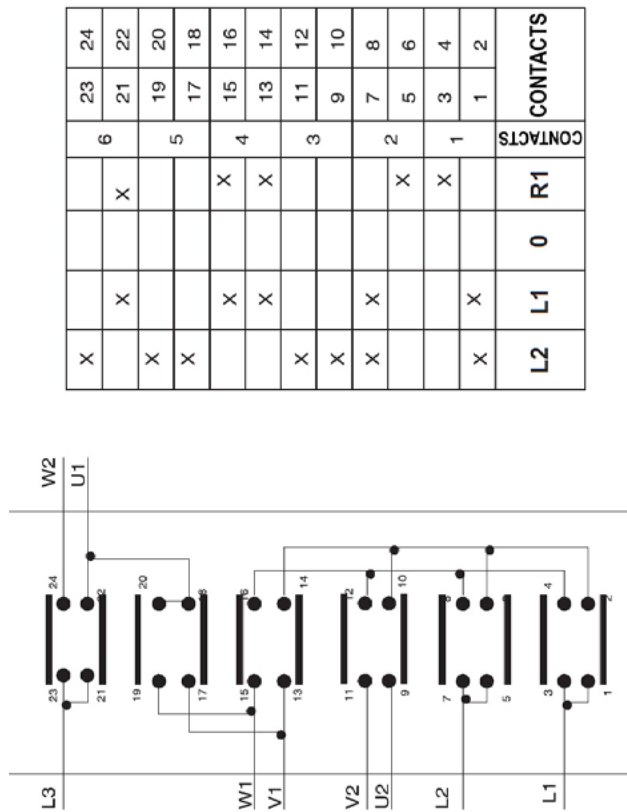 X 6 23 24
X X 21 22
X 5 19 20
X 17 18
X X 4 15 16
X X 13 14
X 3 11 12
X 9 10
X X 2 7 8
X 5 6
X 1 3 4
X X 1 2
L2 L1 0 R1 CONTACTS CONTACTS
L3 23 24 W2
21 U1
19 20
17
W1 15
V1 13 14
V2 11 12
U2 9 10
L2 7 8
5
L1 3 4
1 2